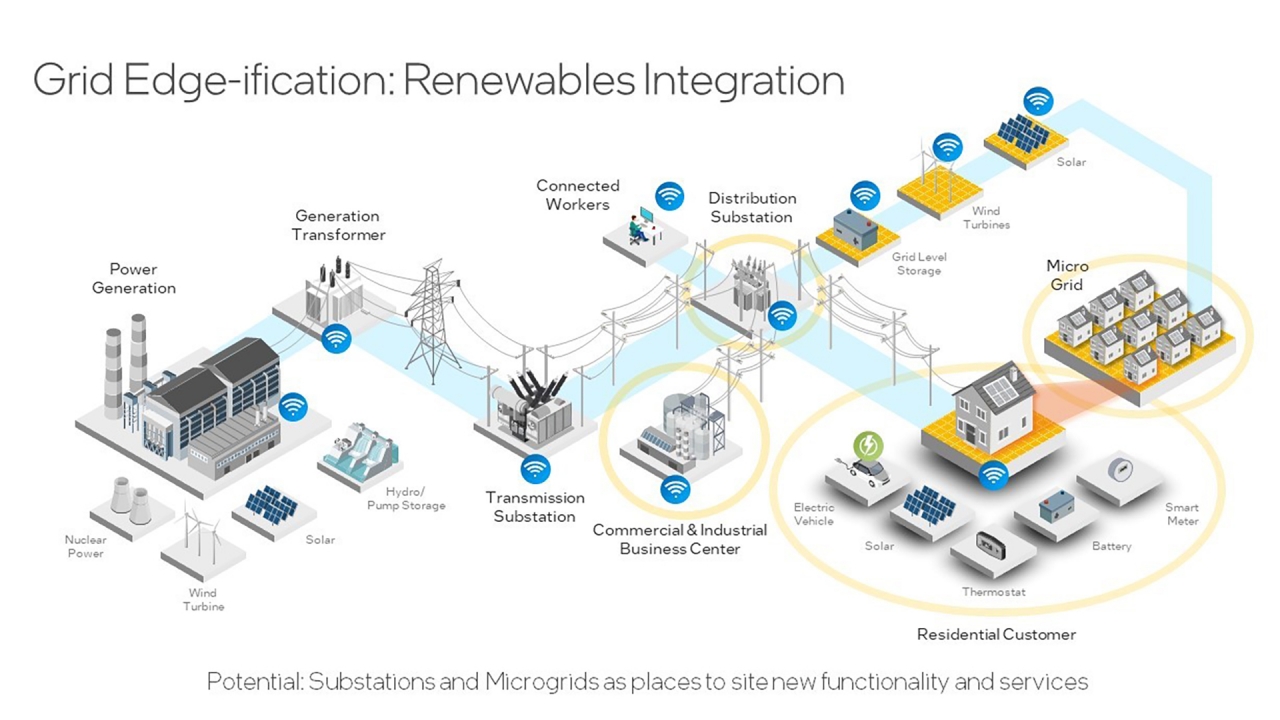 Grid Edge-ification: Renewables Integration
Solar
Connected
Workers
Distribution
Substation
Wind
Turbines
Generation
Transformer
Grid Level
Storage
Micro
Grid
Power
Generation
Hydro/
Pump Storage
Transmission
Substation
Commercial & Industrial
Business Center
Nuclear
Power
Solar
Wind
Turbine
Electric
Vehicle
Solar
Thermostat
Battery
Smart
Meter
Residential Customer
Potential: Substations and Microgrids as places to site new functionality and services